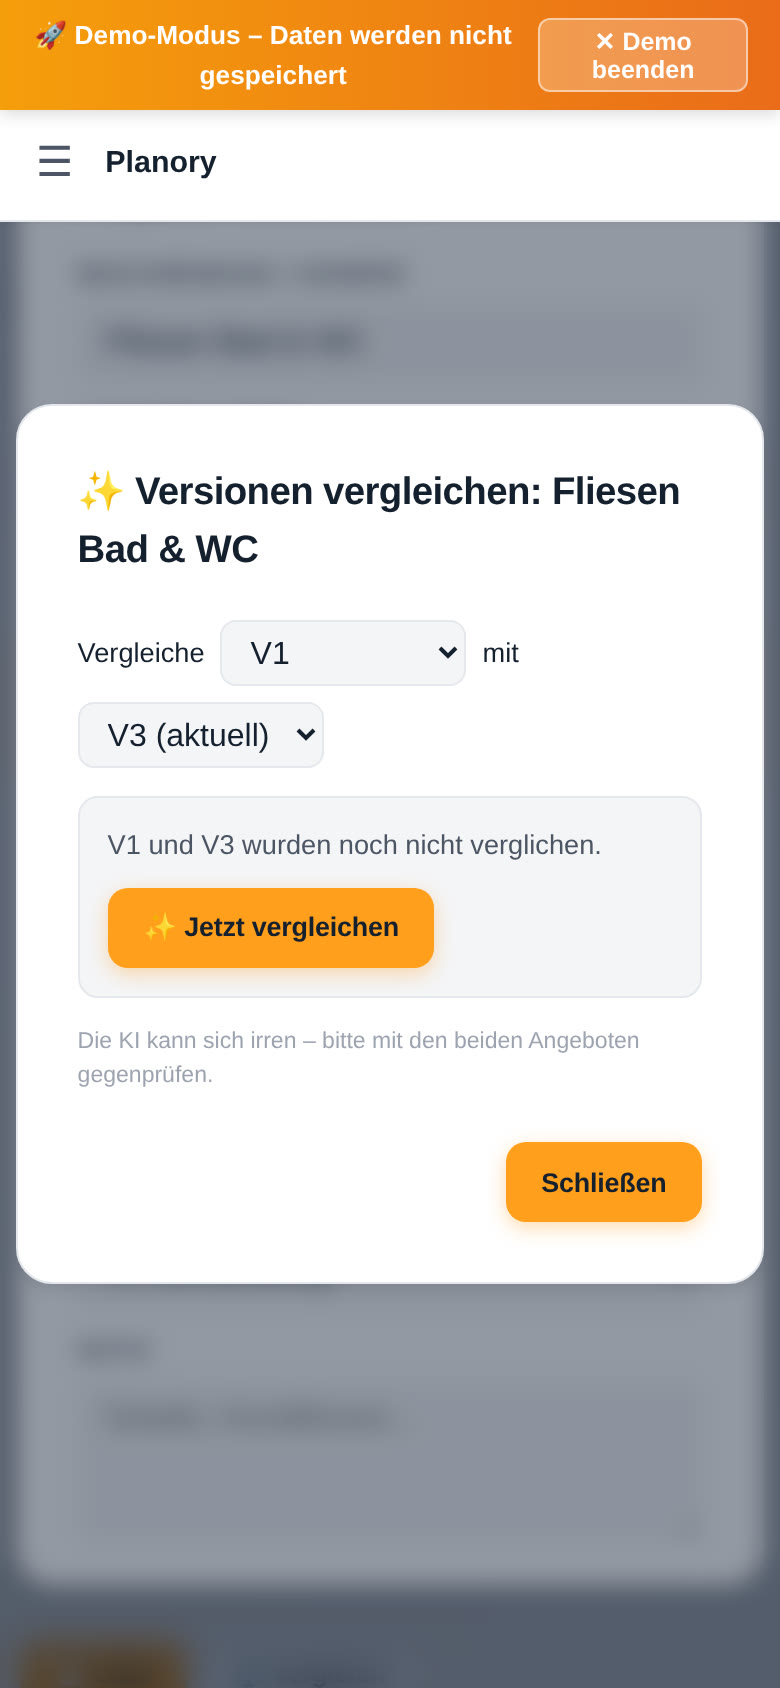 🚀 Demo-Modus – Daten werden nicht
gespeichert
✕ Demo
beenden
☰ Planory
✨ Versionen vergleichen: Fliesen
Bad & WC
Vergleiche V1 mit
V3 (aktuell)
V1 und V3 wurden noch nicht verglichen.
✨ Jetzt vergleichen
Die KI kann sich irren – bitte mit den beiden Angeboten
gegenprüfen.
Schließen